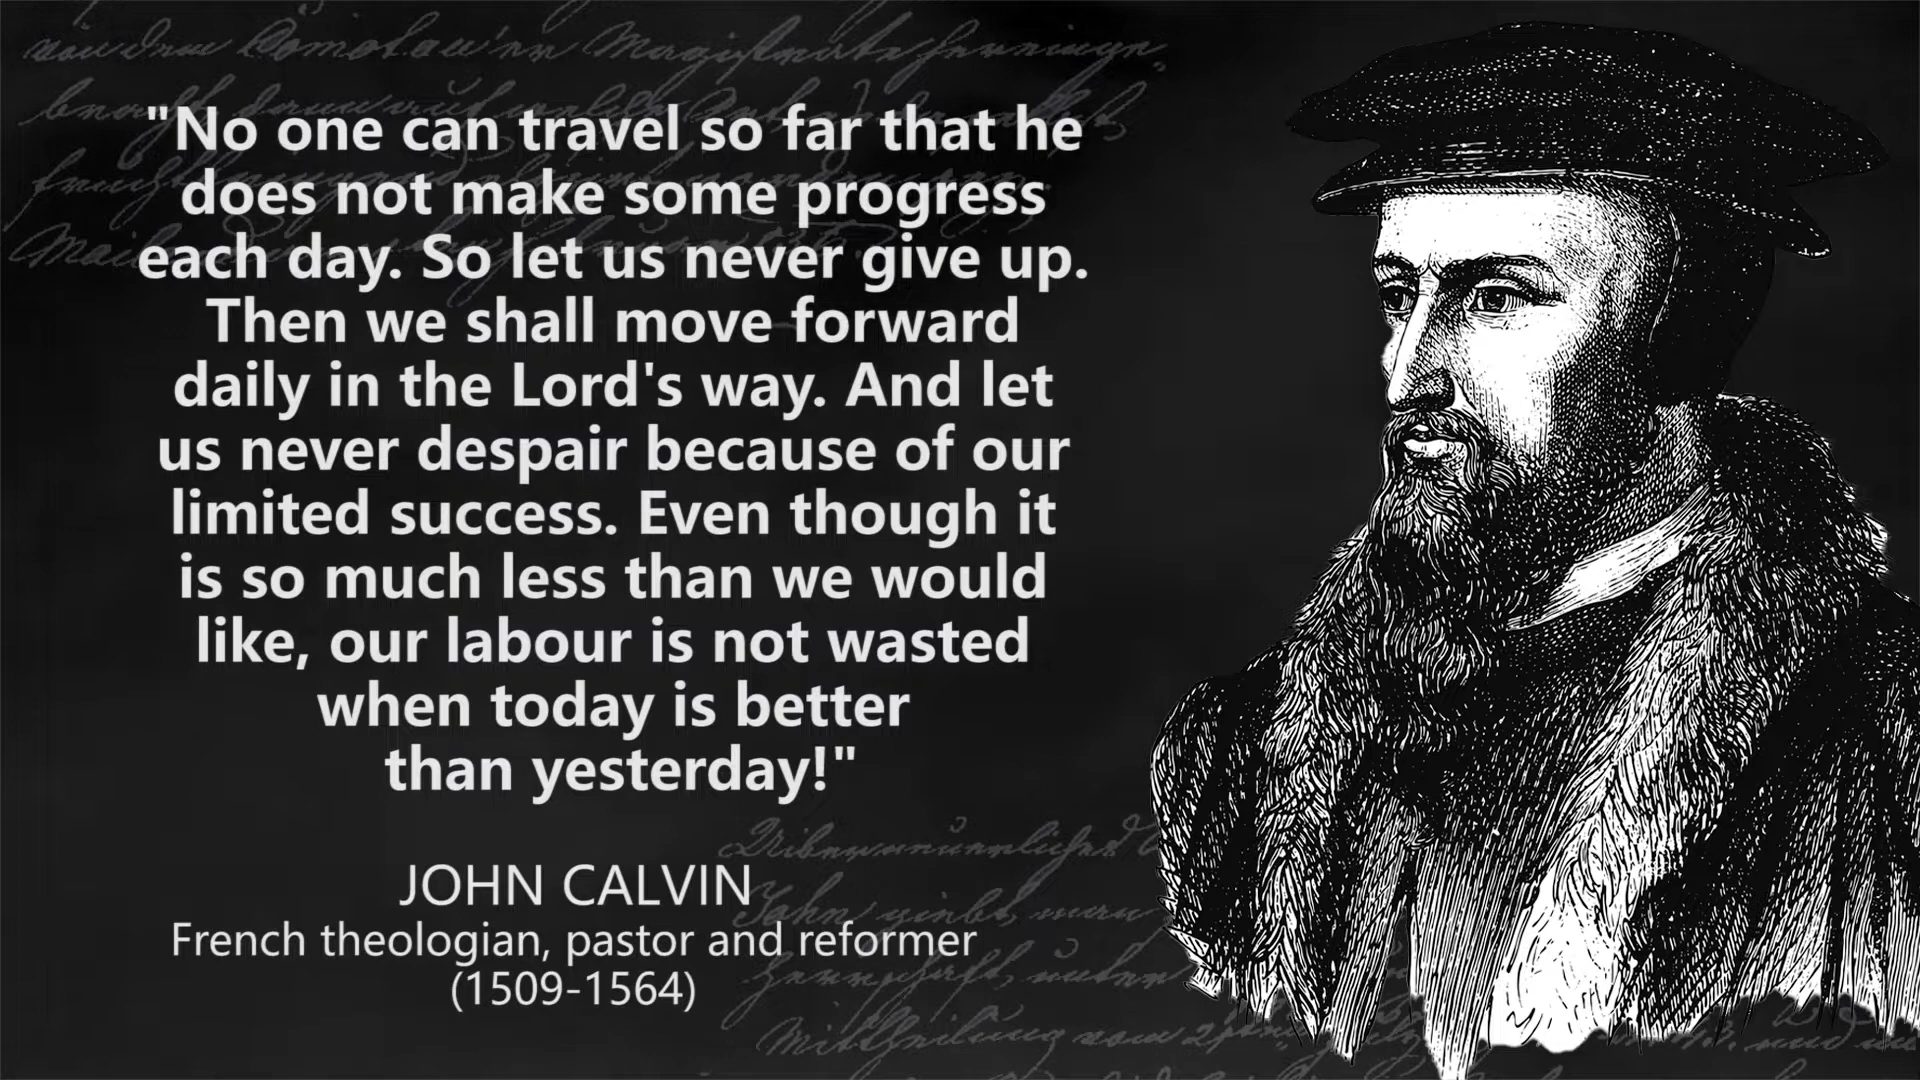 "No one can travel so far that he
does not make some progress
each day. So let us never give up.
Then we shall move forward
daily in the Lord's way. And let
us never despair because of our
limited success. Even though it
is so much less than we would
like, our labour is not wasted
when today is better
than yesterday!"
JOHN CALVIN
French theologian, pastor and reformer
(1509-1564)